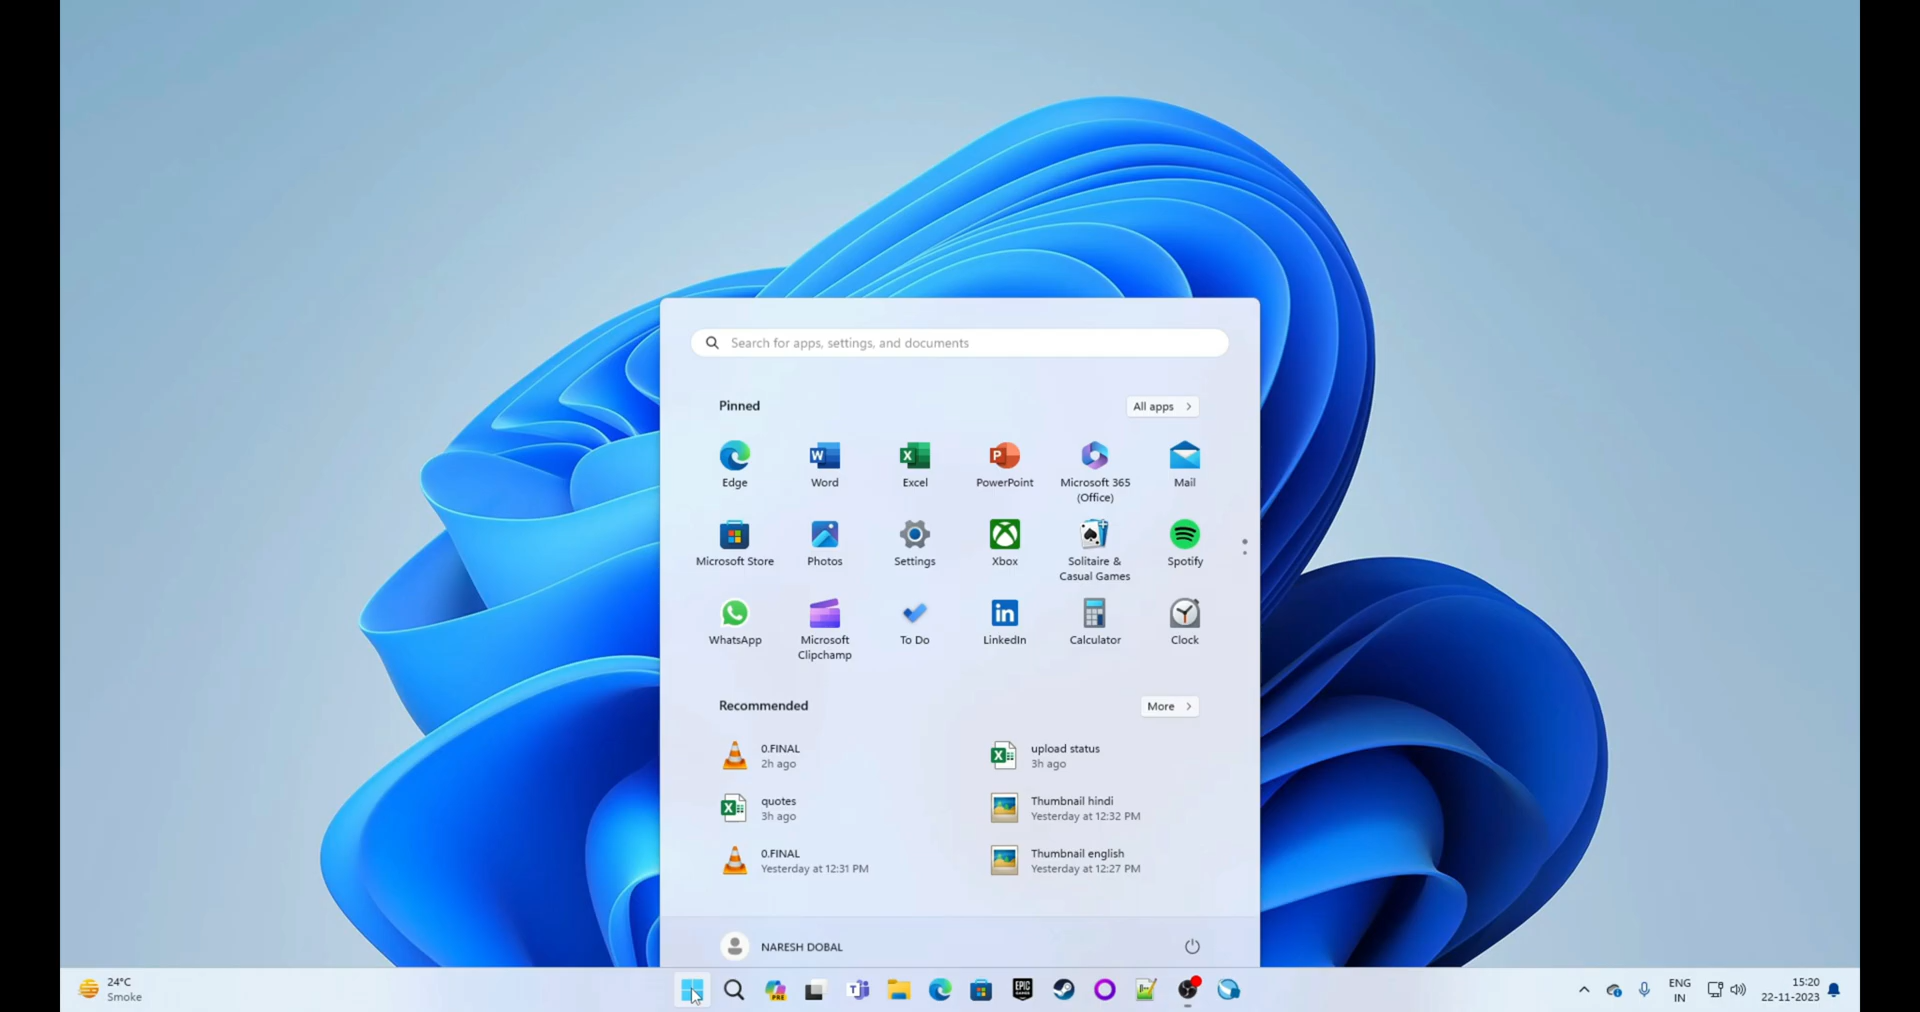 Search for apps, settings, and documents
Pinned
All apps
Edge
Word
Excel
PowerPoint
Microsoft 365
(Office)
Mail
Microsoft Store
Photos
Settings
Xbox
Solitaire &
Casual Games
Spotify
WhatsApp
Microsoft
Clipchamp
To Do
LinkedIn
Calculator
Clock
Recommended
More
0.FINAL
2h ago
upload status
3h ago
quotes
3h ago
Thumbnail hindi
Yesterday at 12:32 PM
0.FINAL
Yesterday at 12:31 PM
Thumbnail english
Yesterday at 12:27 PM
NARESH DOBAL
24°C
Smoke
PRE
EPIC
GAMES
ENG
IN
15:20
22-11-2023